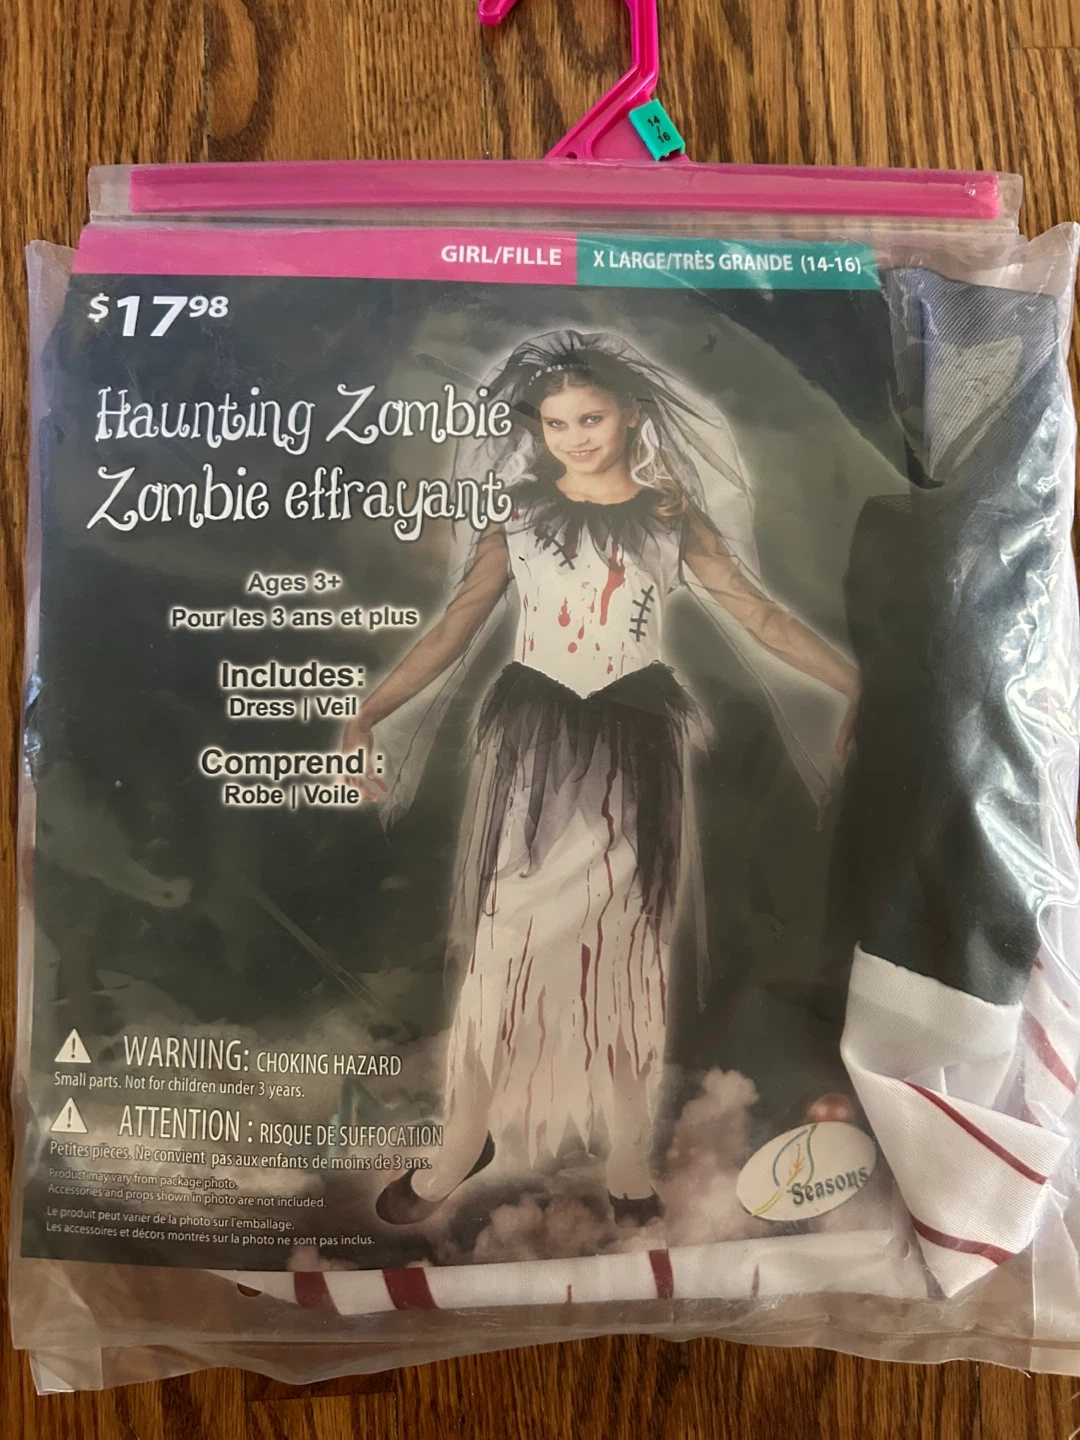 14
/
16
GIRL/FILLE
X LARGE/TRÈS GRANDE (14-16)
$17⁹⁸
Haunting Zombie
Zombie effrayant
Ages 3+
Pour les 3 ans et plus
Includes:
Dress | Veil
Comprend :
Robe | Voile
WARNING: CHOKING HAZARD
Small parts. Not for children under 3 years.
ATTENTION : RISQUE DE SUFFOCATION
Petites pièces. Ne convient pas aux enfants de moins de 3 ans.
Product may vary from package photo.
Accessories and props shown in photo are not included.
Le produit peut varier de la photo sur l'emballage.
Les accessoires et décors montrés sur la photo ne sont pas inclus.
Seasons